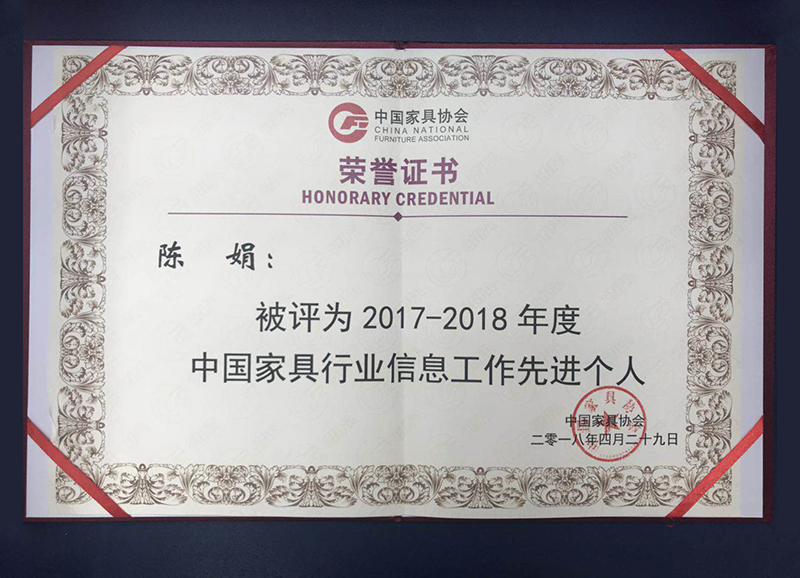 中国家具协会
CHINA NATIONAL
FURNITURE ASSOCIATION
荣誉证书
HONORARY CREDENTIAL
陈 娟：
被评为 2017-2018 年度
中国家具行业信息工作先进个人
中国家具协会
二零一八年四月二十九日